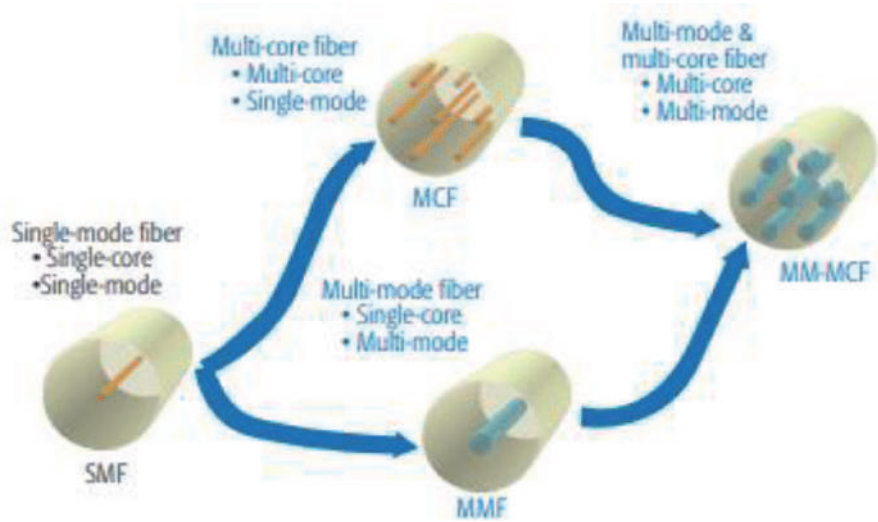 Multi-core fiber
• Multi-core
• Single-mode
MCF
Multi-mode &
multi-core fiber
• Multi-core
• Multi-mode
MM-MCF
Single-mode fiber
• Single-core
•Single-mode
SMF
Multi-mode fiber
• Single-core
• Multi-mode
MMF